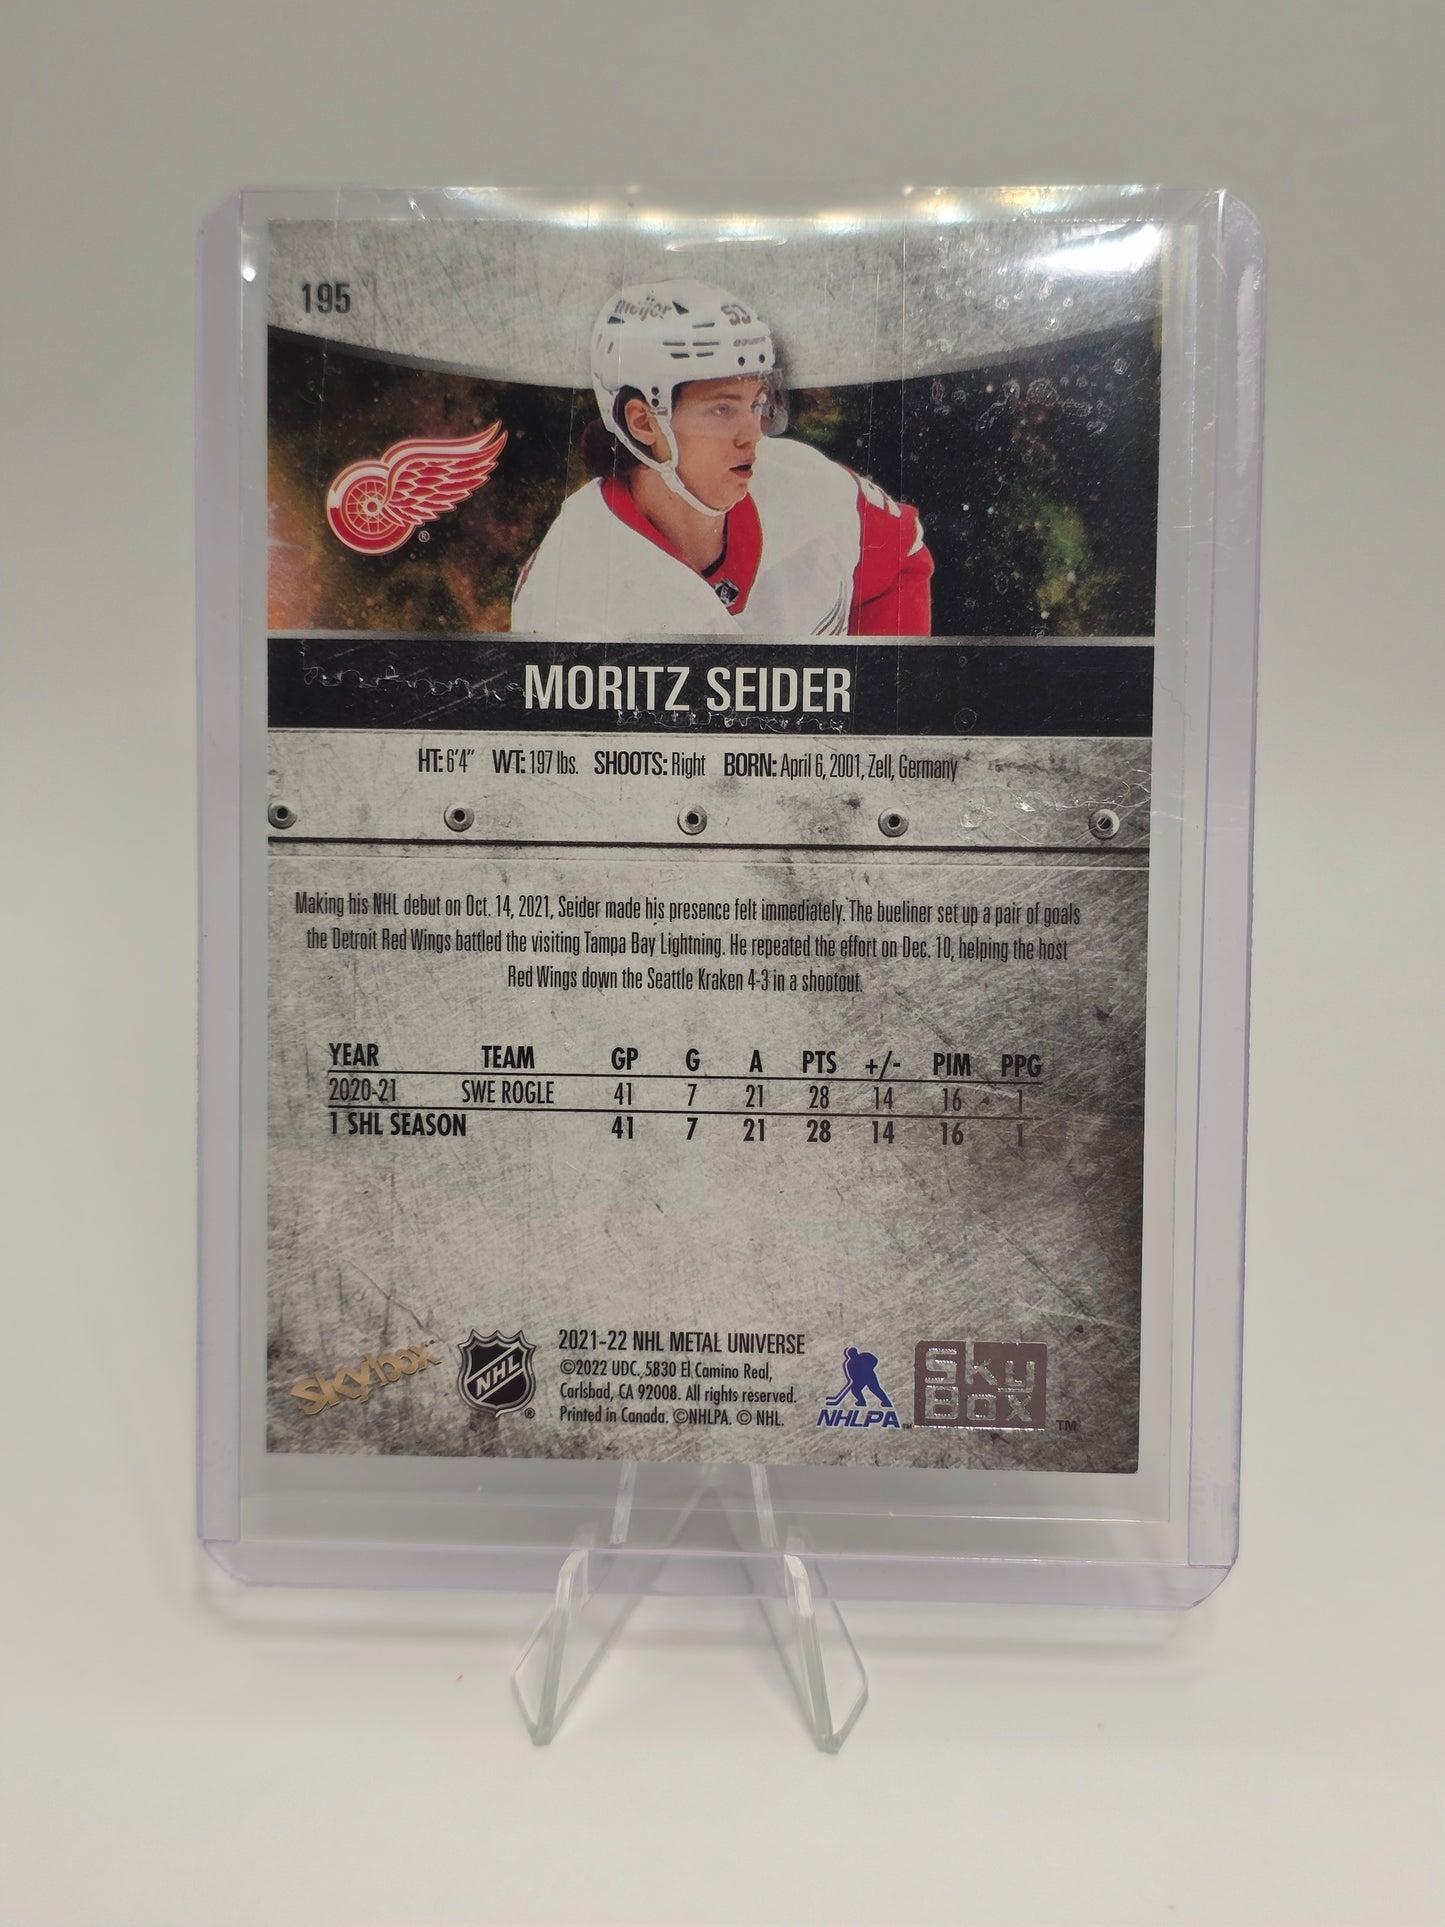 195
meijer 53
BAUER
®
MORITZ SEIDER
HT: 6'4" WT: 197 lbs. SHOOTS: Right BORN: April 6, 2001, Zell, Germany
Making his NHL debut on Oct. 14, 2021, Seider made his presence felt immediately. The blueliner set up a pair of goals
the Detroit Red Wings battled the visiting Tampa Bay Lightning. He repeated the effort on Dec. 10, helping the host
Red Wings down the Seattle Kraken 4-3 in a shootout.
YEAR TEAM GP G A PTS +/- PIM PPG
2020-21 SWE ROGLE 41 7 21 28 14 16 1
1 SHL SEASON 41 7 21 28 14 16 1
skybox
NHL ®
2021-22 NHL METAL UNIVERSE
©2022 UDC, 5830 El Camino Real,
Carlsbad, CA 92008. All rights reserved.
Printed in Canada. ©NHLPA. © NHL.
NHLPA™
SkyBox ™